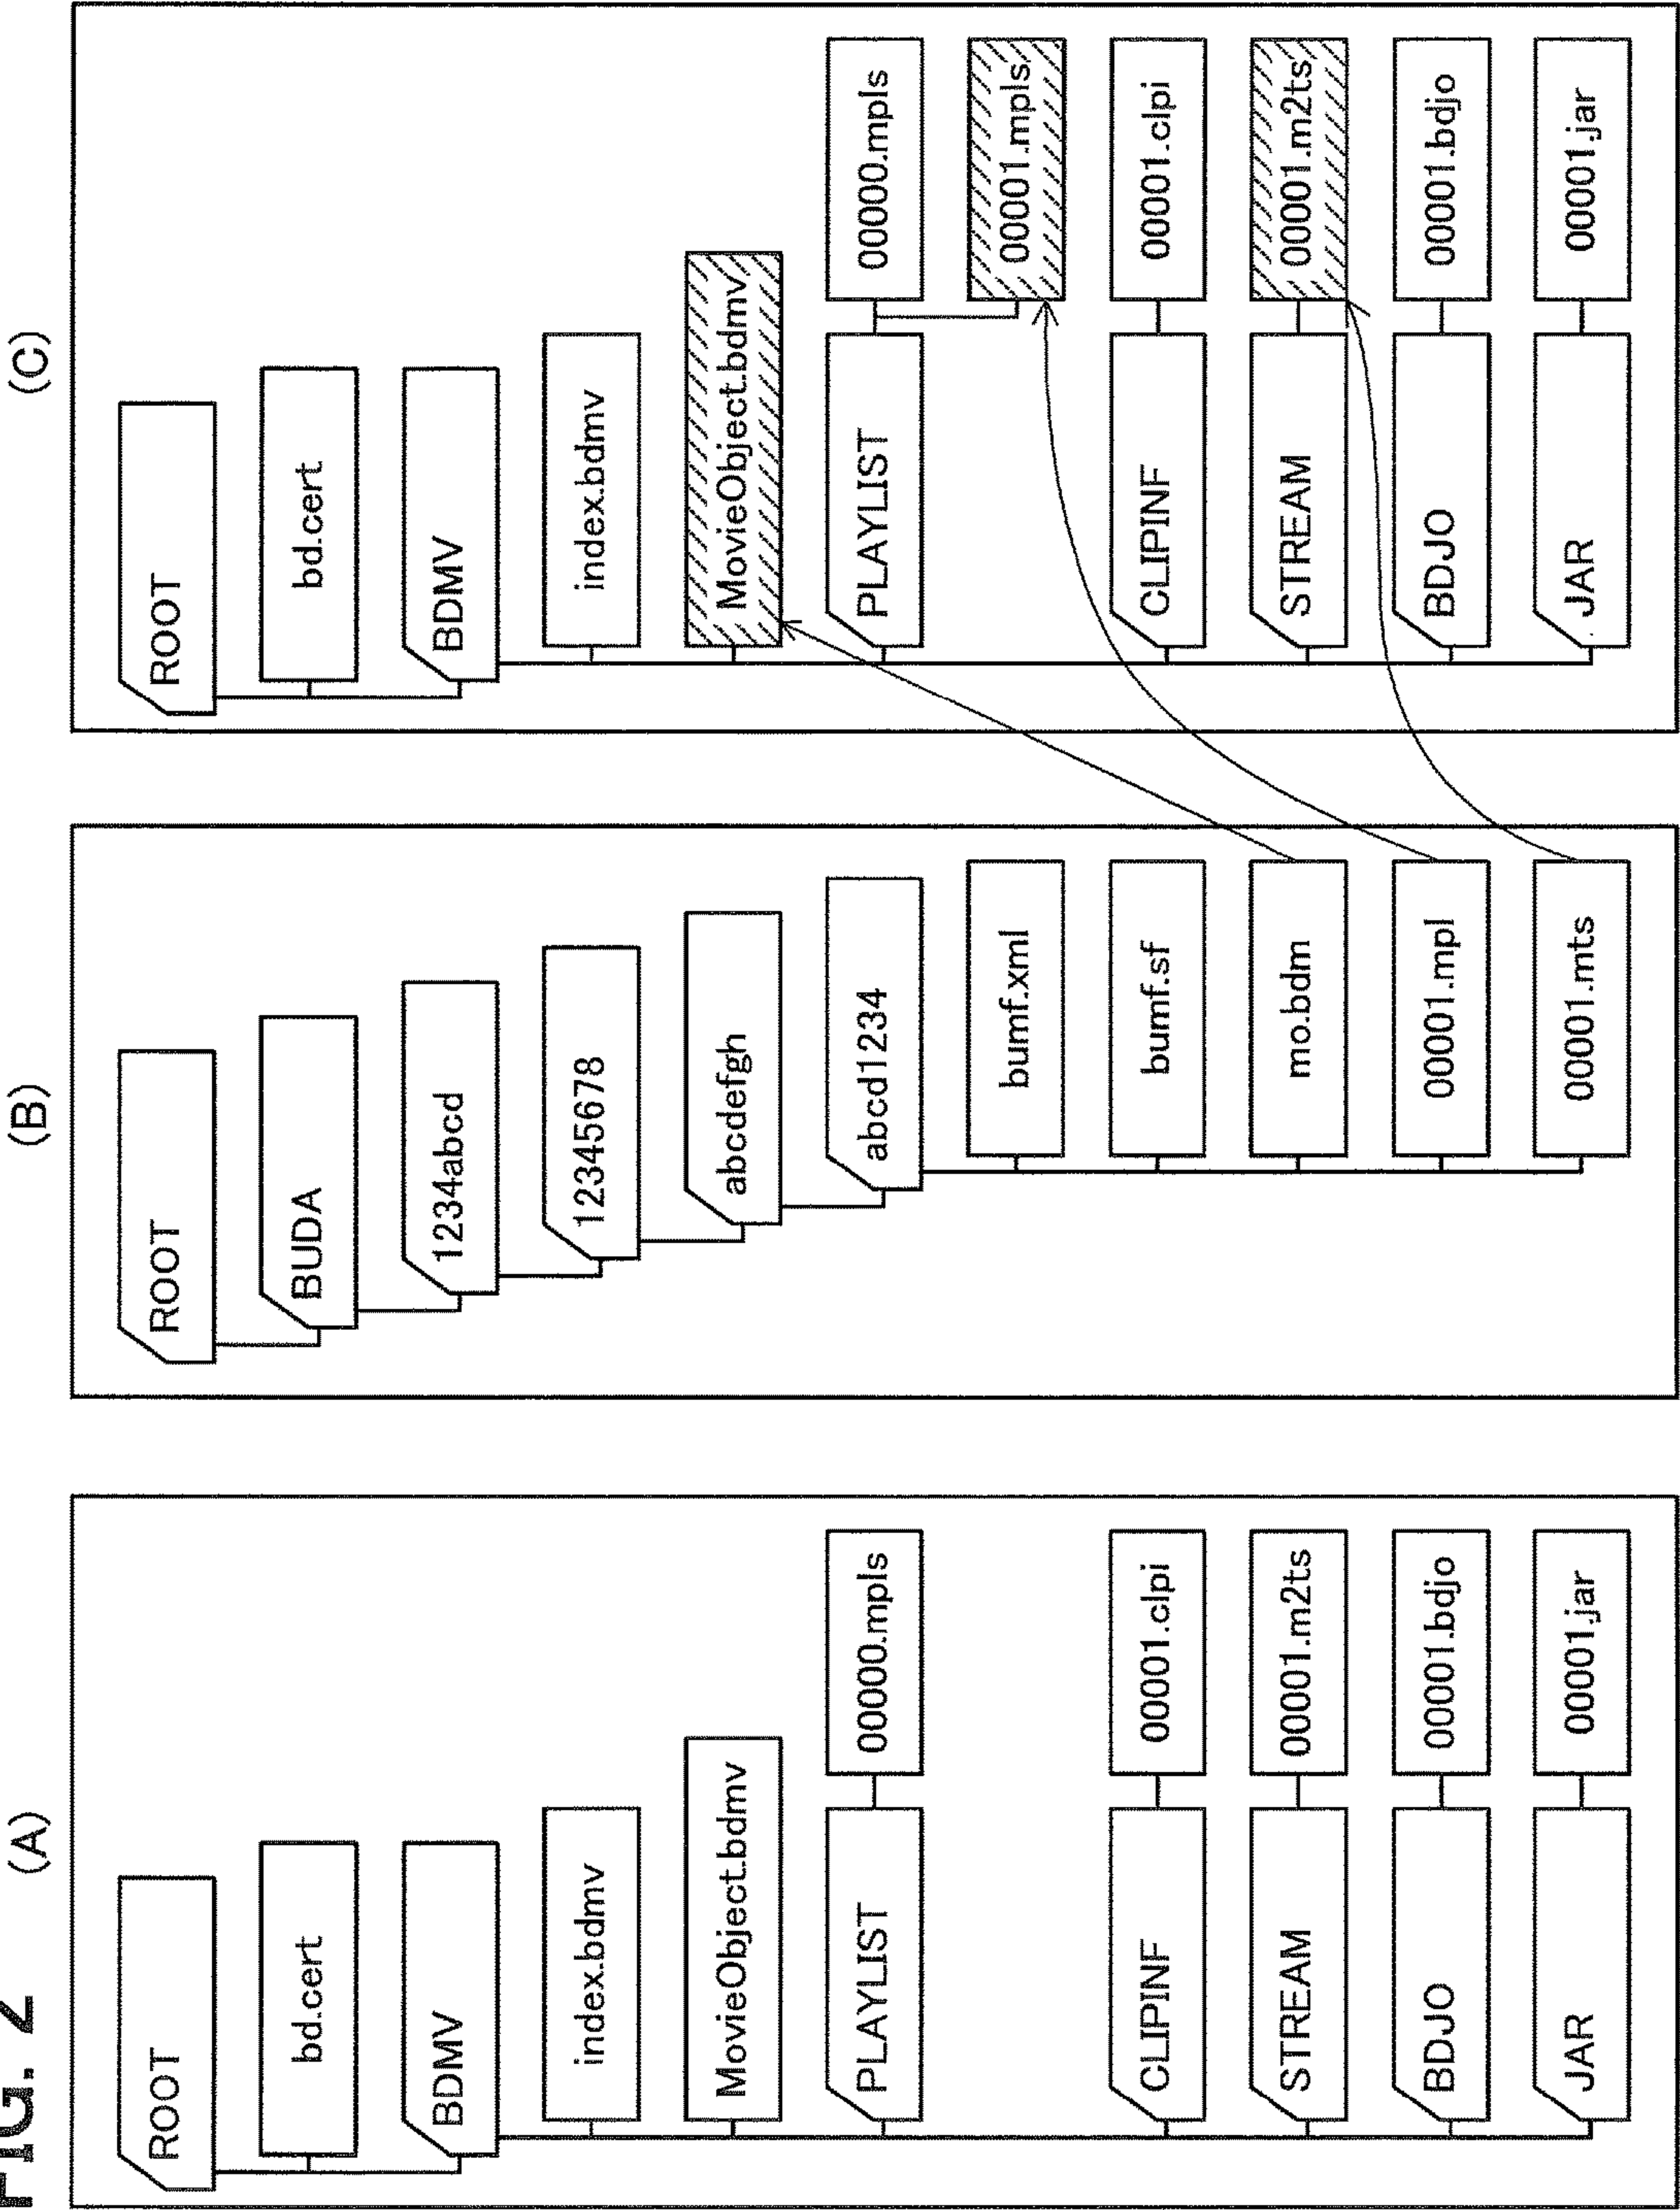 FIG. 2
(A)
ROOT
bd.cert
BDMV
index.bdmv
MovieObject.bdmv
PLAYLIST
00000.mpls
CLIPINF
00001.clpi
STREAM
00001.m2ts
BDJO
00001.bdjo
JAR
00001.jar
(B)
ROOT
BUDA
1234abcd
12345678
abcdefgh
abcd1234
bumf.xml
bumf.sf
mo.bdm
00001.mpl
00001.mts
(C)
ROOT
bd.cert
BDMV
index.bdmv
MovieObject.bdmv
PLAYLIST
00000.mpls
00001.mpls
CLIPINF
00001.clpi
STREAM
00001.m2ts
BDJO
00001.bdjo
JAR
00001.jar